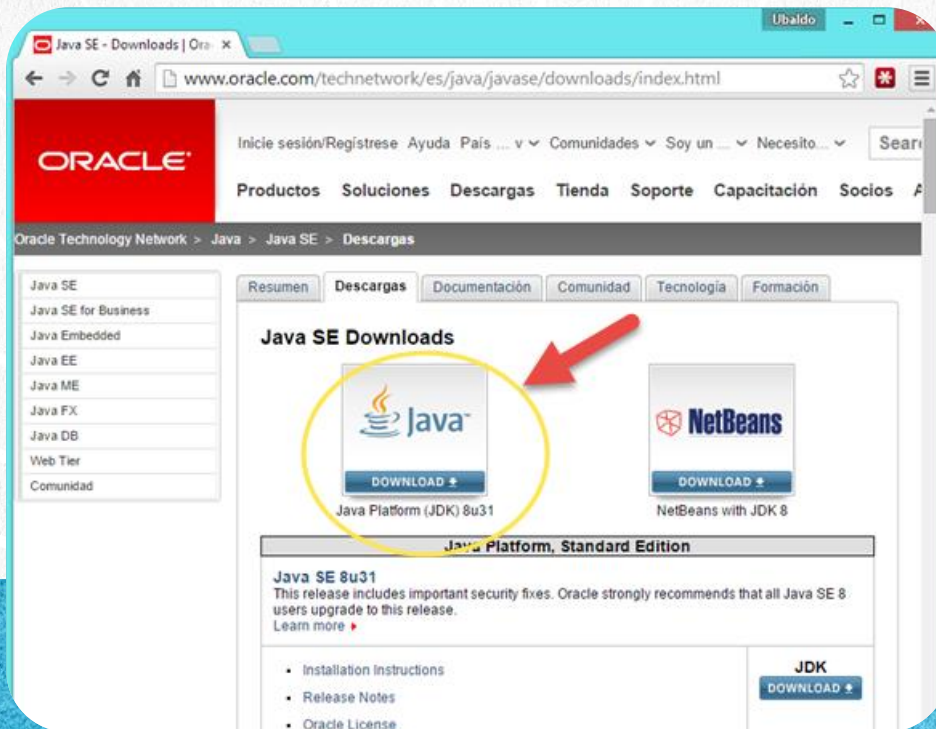 Ubaldo
Java SE - Downloads | Ora
www.oracle.com/technetwork/es/java/javase/downloads/index.html
ORACLE
Inicie sesión/Regístrese Ayuda País ... v Comunidades Soy un ... Necesito...
Productos Soluciones Descargas Tienda Soporte Capacitación Socios
Oracle Technology Network > Java > Java SE > Descargas
Java SE
Java SE for Business
Java Embedded
Java EE
Java ME
Java FX
Java DB
Web Tier
Comunidad
Resumen Descargas Documentación Comunidad Tecnología Formación
Java SE Downloads
Java
DOWNLOAD
Java Platform (JDK) 8u31
NetBeans
DOWNLOAD
NetBeans with JDK 8
Java Platform, Standard Edition
Java SE 8u31
This release includes important security fixes. Oracle strongly recommends that all Java SE 8
users upgrade to this release.
Learn more
Installation Instructions
Release Notes
Oracle License
JDK
DOWNLOAD